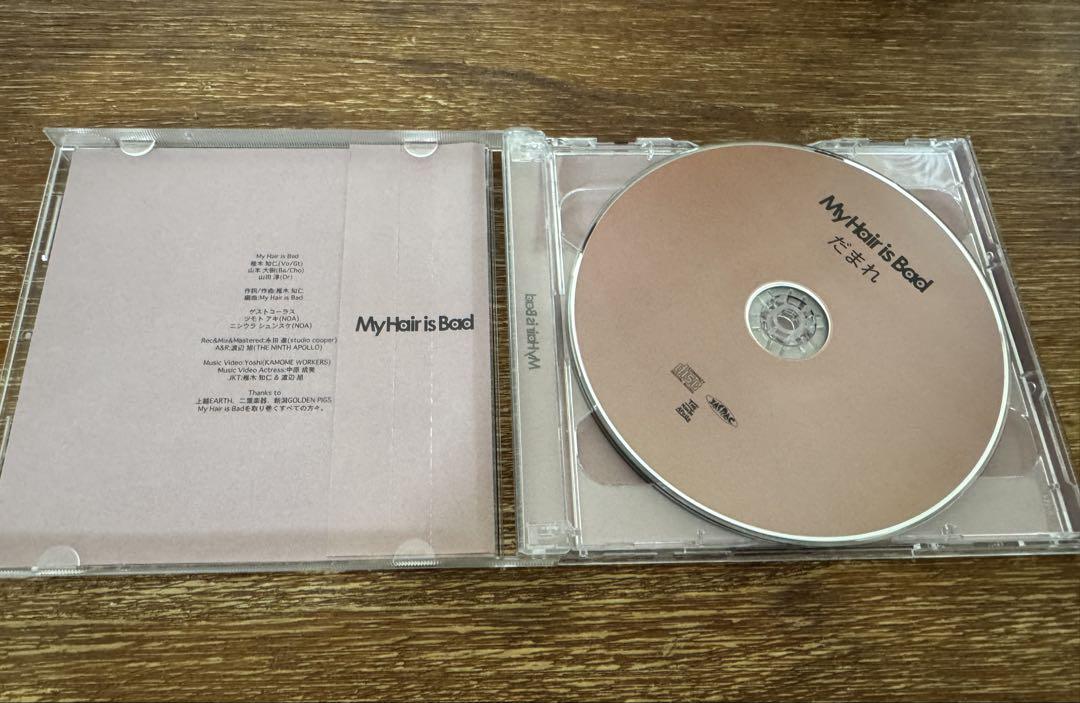 My Hair is Bad
椎木 知仁(Vo/Gt)
山本 大樹(Ba/Cho)
山田 淳(Dr)
作詞/作曲:椎木 知仁
編曲:My Hair is Bad
ゲストコーラス
ツモト アキ(NOA)
ニシウラ シュンスケ(NOA)
Rec&Mix&Mastered:永田 進(studio cooper)
A&R:渡辺 旭(THE NINTH APOLLO)
Music Video:Yoshi(KAMOME WORKERS)
Music Video Actress:中原 成美
JKT:椎木 知仁 & 渡辺 旭
Thanks to
上越EARTH、二葉楽器、新潟GOLDEN PIGS
My Hair is Badを取り巻くすべての方々。
My Hair is Bad
My Hair is Bad
My Hair is Bad
だまれ
THE NINTH APOLLO